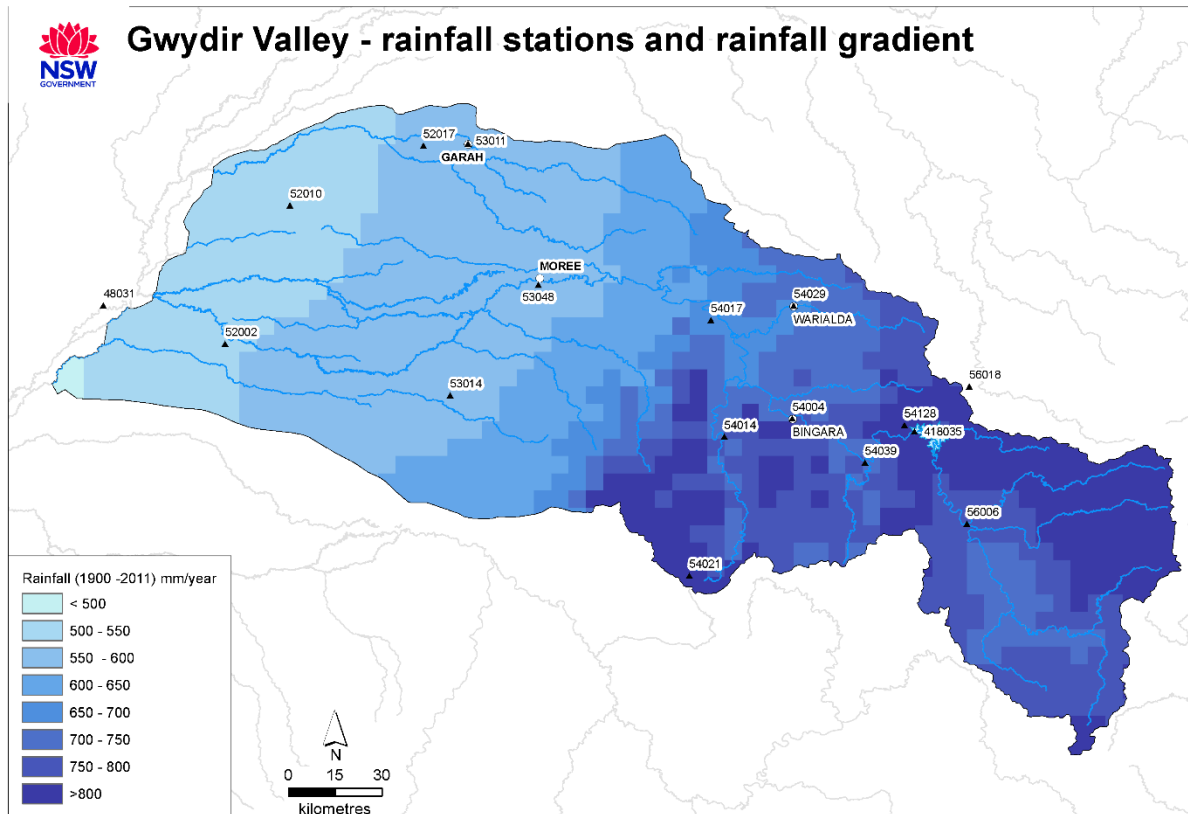 Gwydir Valley - rainfall stations and rainfall gradient
NSW
GOVERNMENT
52017
53011
GARAH
52010
MOREE
53048
48031
54017
54029
WARIALDA
52002
53014
56018
54004
BINGARA
54014
54128
418035
54039
56006
54021
Rainfall (1900 -2011) mm/year
< 500
500 - 550
550 - 600
600 - 650
650 - 700
700 - 750
750 - 800
>800
N
0 15 30
kilometres